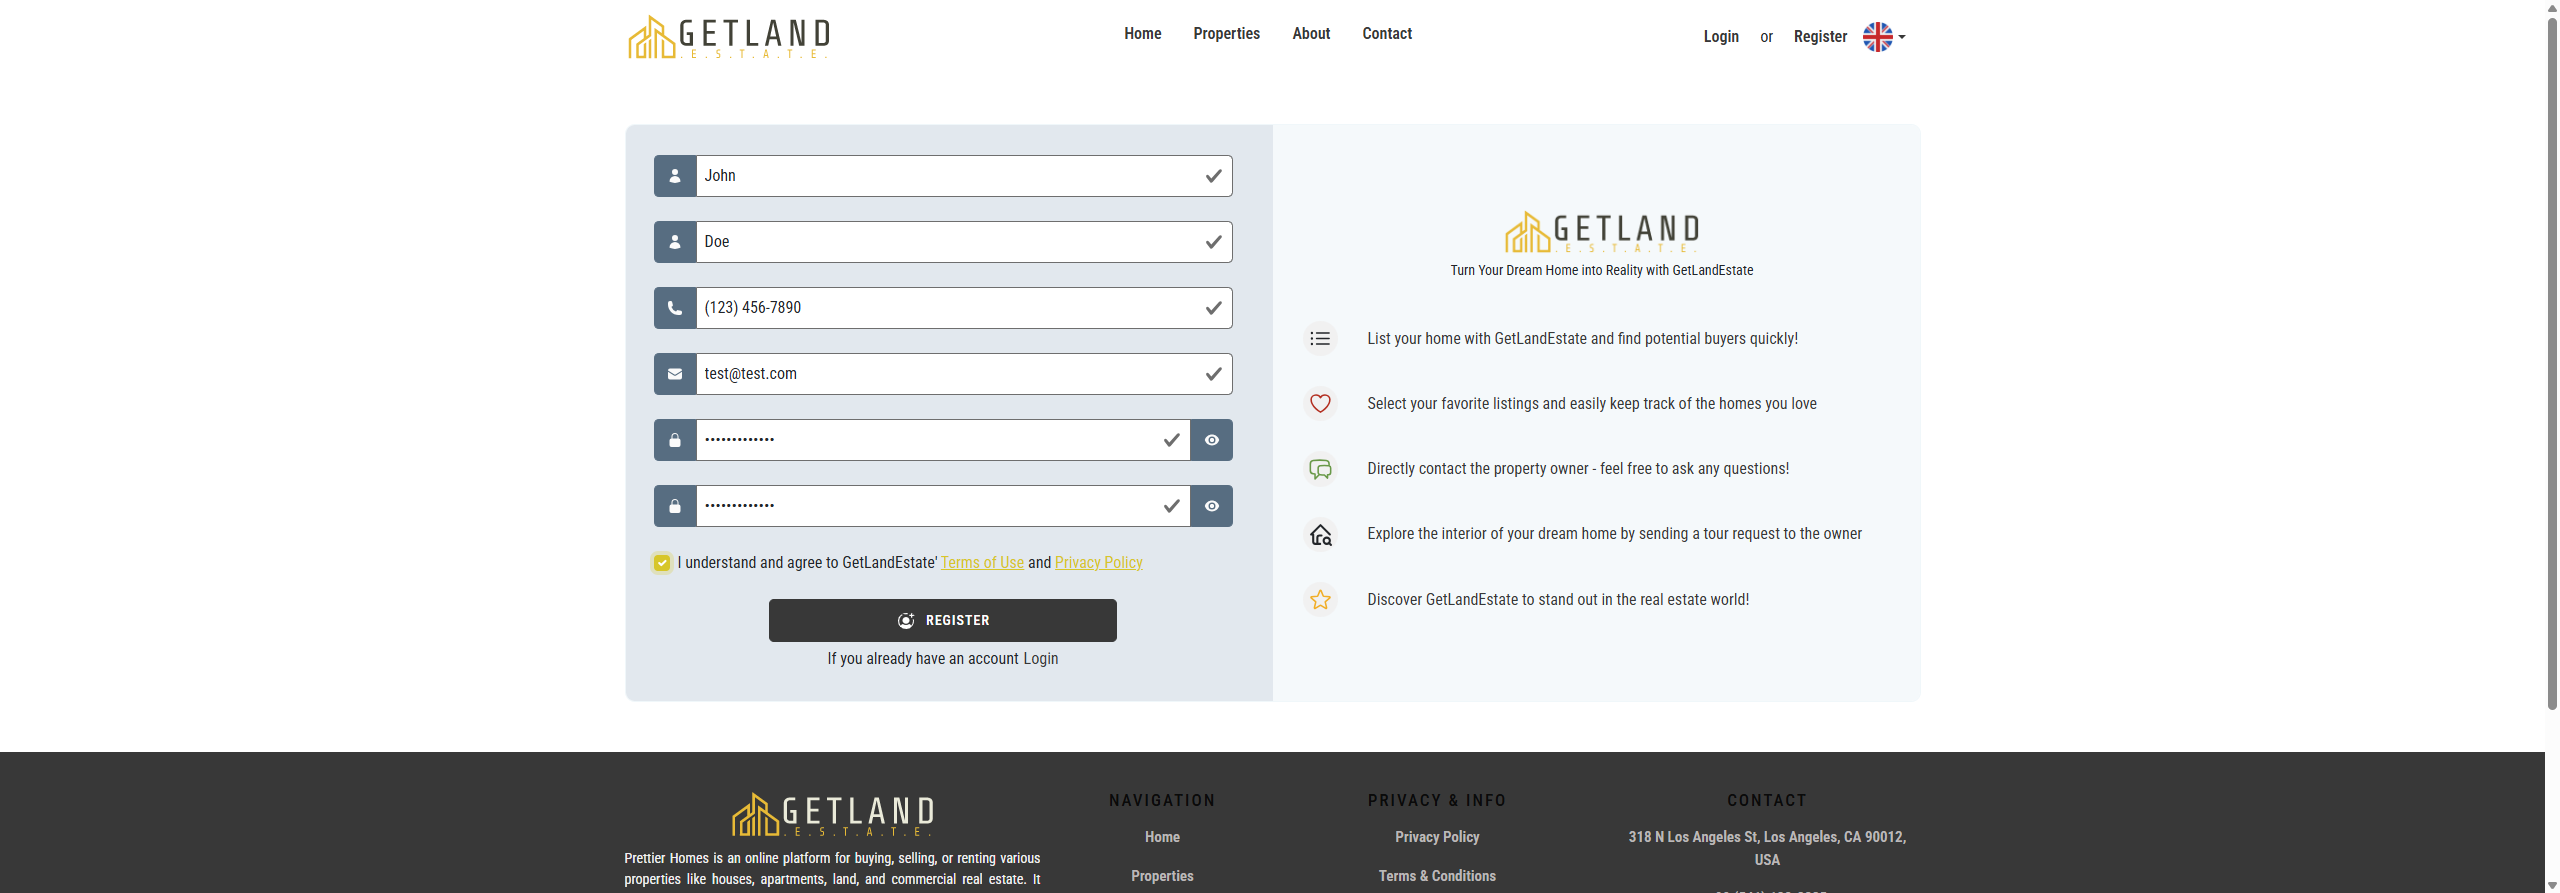 GETLAND
.E.S.T.A.T.E.
Home Properties About Contact
Login or Register
John
Doe
(123) 456-7890
test@test.com
•••••••••••••
•••••••••••••
I understand and agree to GetLandEstate' Terms of Use and Privacy Policy
REGISTER
If you already have an account Login
GETLAND
.E.S.T.A.T.E.
Turn Your Dream Home into Reality with GetLandEstate
List your home with GetLandEstate and find potential buyers quickly!
Select your favorite listings and easily keep track of the homes you love
Directly contact the property owner - feel free to ask any questions!
Explore the interior of your dream home by sending a tour request to the owner
Discover GetLandEstate to stand out in the real estate world!
GETLAND
.E.S.T.A.T.E.
Prettier Homes is an online platform for buying, selling, or renting various
properties like houses, apartments, land, and commercial real estate. It
NAVIGATION
Home
Properties
PRIVACY & INFO
Privacy Policy
Terms & Conditions
CONTACT
318 N Los Angeles St, Los Angeles, CA 90012,
USA